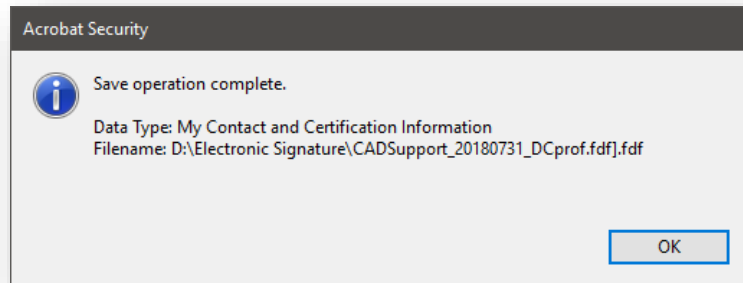 Acrobat Security
Save operation complete.
Data Type: My Contact and Certification Information
Filename: D:\Electronic Signature\CADSupport_20180731_DCprof.fdf].fdf
OK